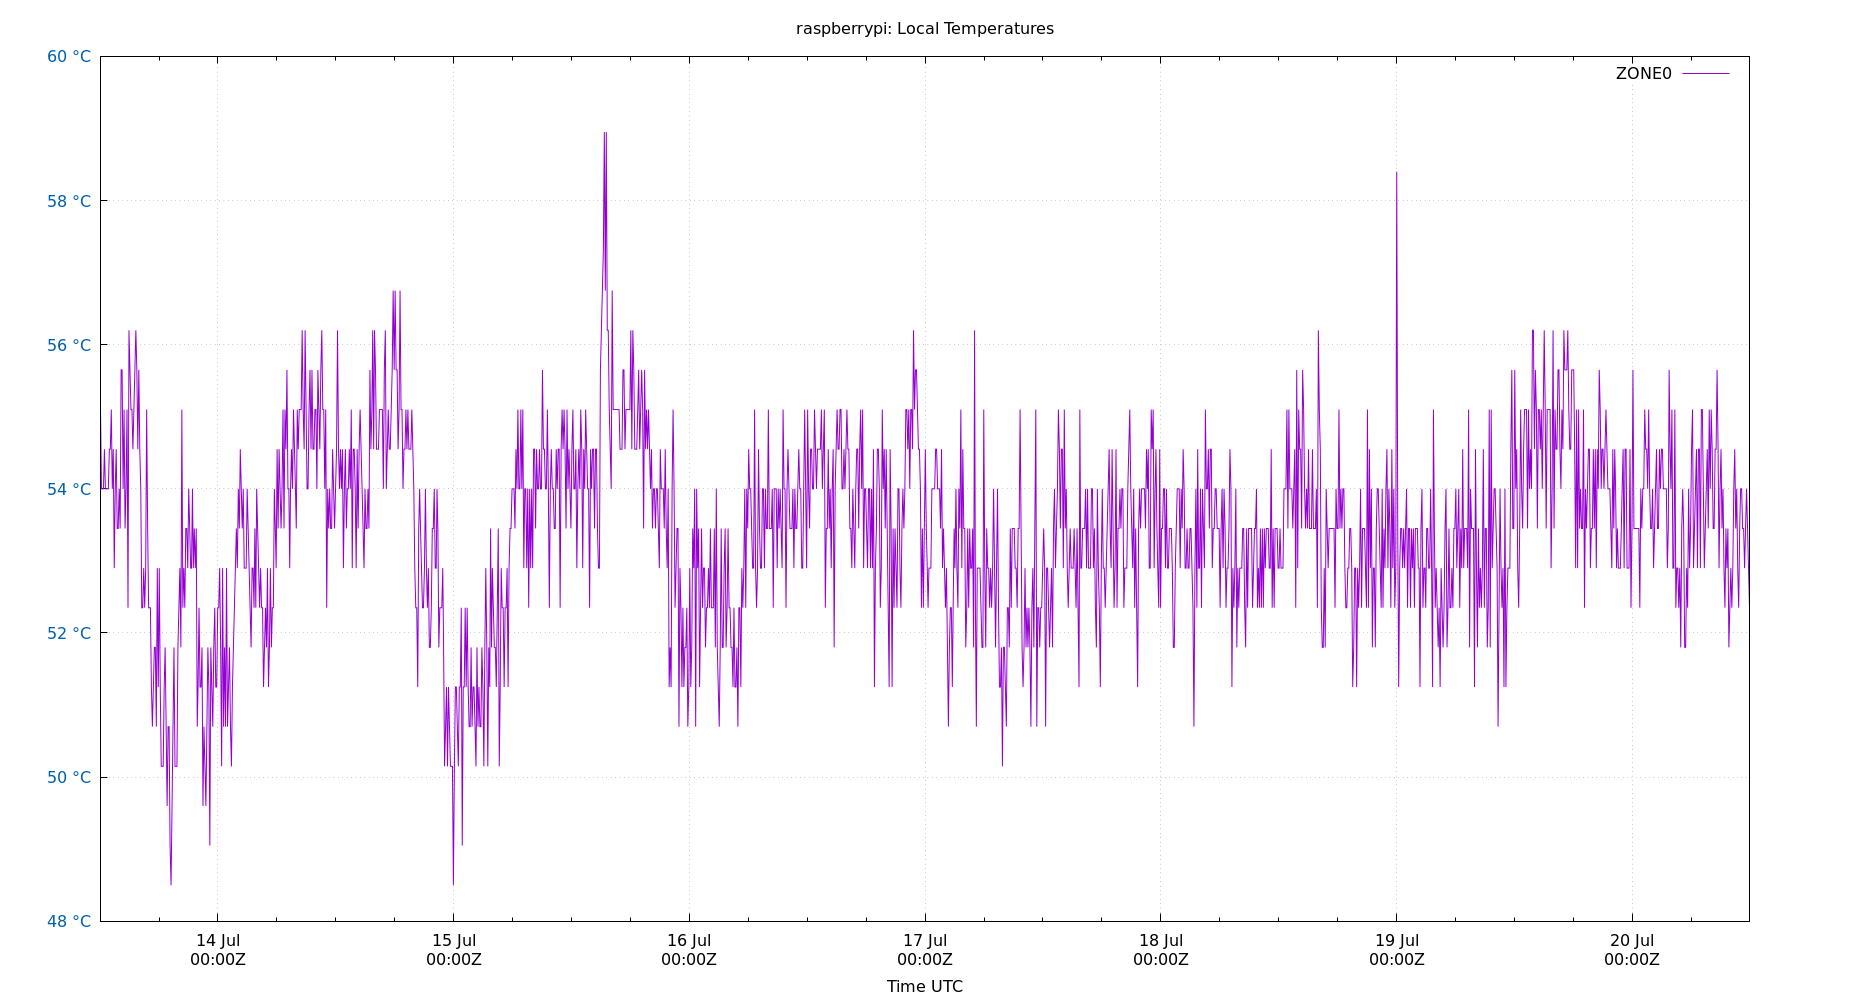 raspberrypi: Local Temperatures
60 °C
ZONE0
58 °C
56 °C
54 °C
52 °C
50 °C
48 °C
14 Jul 15 Jul 16 Jul 17 Jul 18 Jul 19 Jul 20 Jul
00:00Z 00:00Z 00:00Z 00:00Z 00:00Z 00:00Z 00:00Z
Time UTC